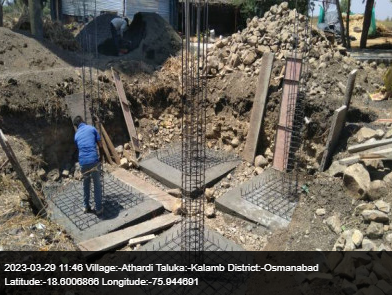 2023-03-29 11:46 Village:-Athardi Taluka:-Kalamb District:-Osmanabad
Latitude:-18.6006866 Longitude:-75.944691